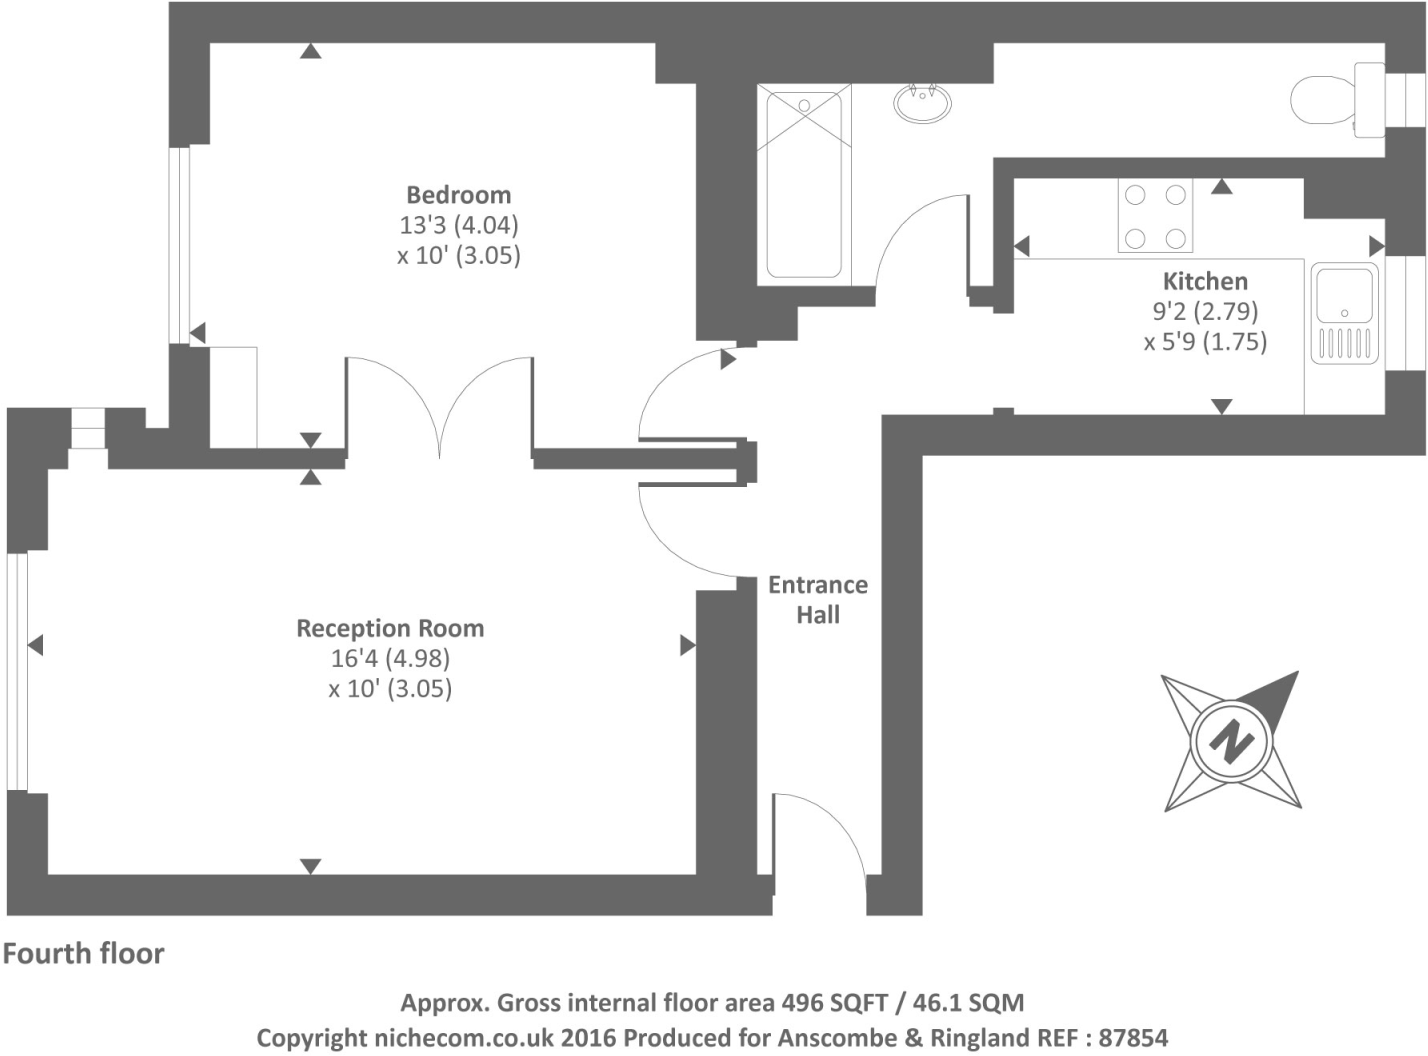 Bedroom
13'3 (4.04)
x 10' (3.05)
Kitchen
9'2 (2.79)
x 5'9 (1.75)
Entrance
Hall
Reception Room
16'4 (4.98)
x 10' (3.05)
N
Fourth floor
Approx. Gross internal floor area 496 SQFT / 46.1 SQM
Copyright nichecom.co.uk 2016 Produced for Anscombe & Ringland REF : 87854